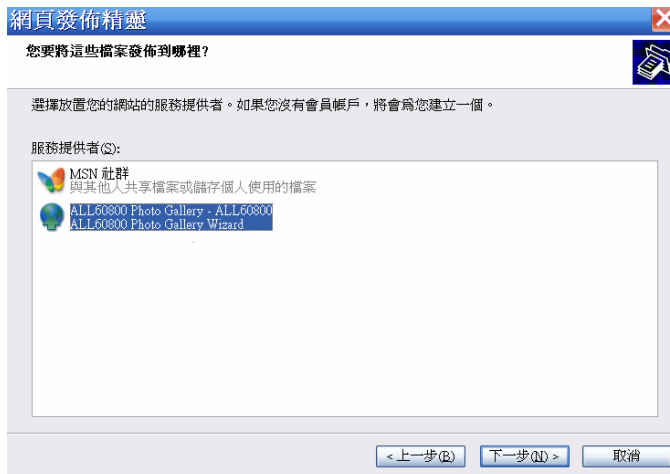 網頁發佈精靈
您要將這些檔案發佈到哪裡?
選擇放置您的網站的服務提供者。如果您沒有會員帳戶，將會為您建立一個。
服務提供者(S):
MSN 社群
與其他人共享檔案或儲存個人使用的檔案
ALL60800 Photo Gallery - ALL60800
ALL60800 Photo Gallery Wizard
< 上一步(B)
下一步(N) >
取消